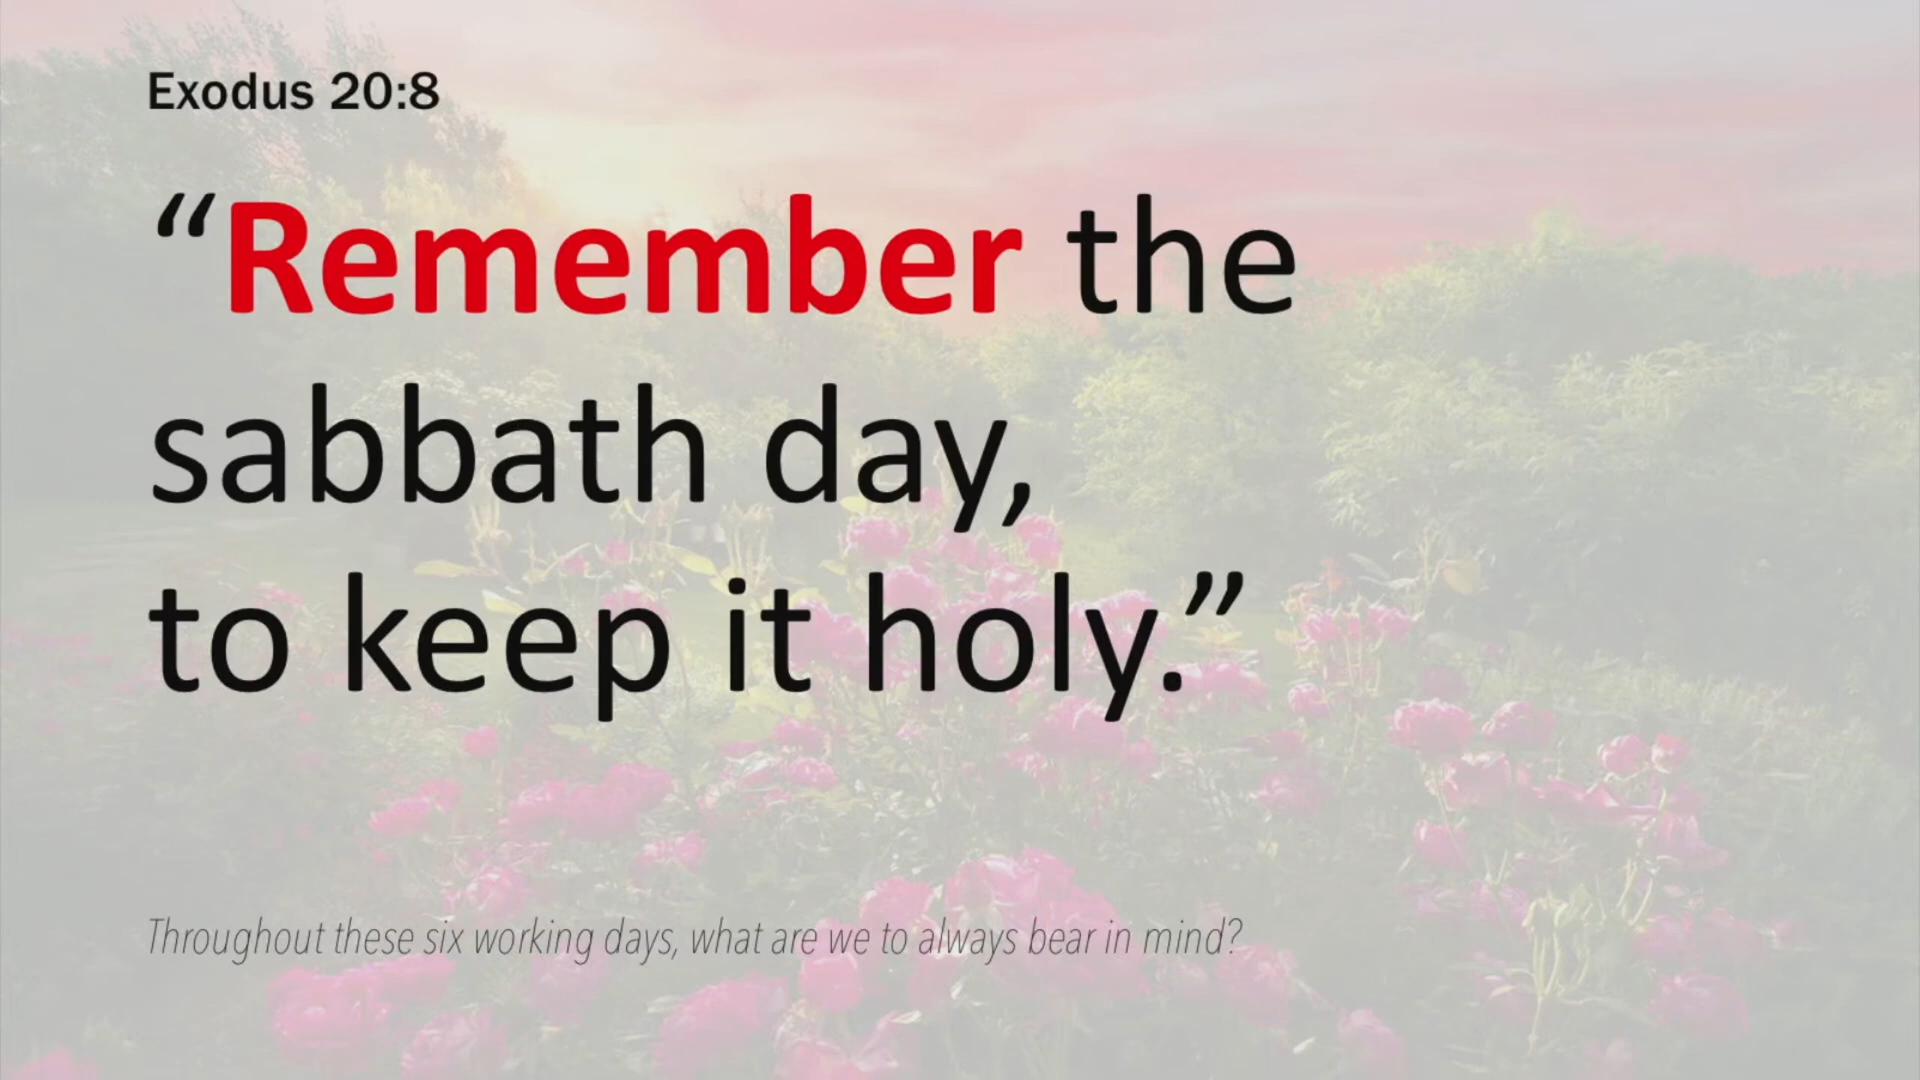 Exodus 20:8
“Remember the
sabbath day,
to keep it holy.”
Throughout these six working days, what are we to always bear in mind?